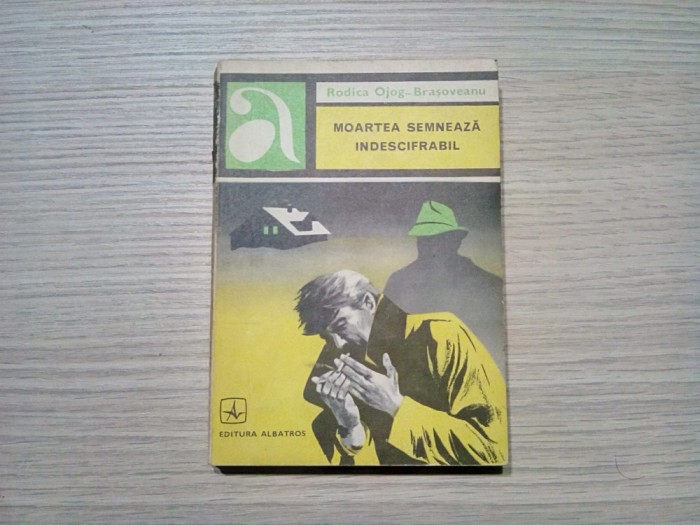 a
Rodica Ojog-Brașoveanu
MOARTEA SEMNEAZĂ
INDESCIFRABIL
EDITURA ALBATROS